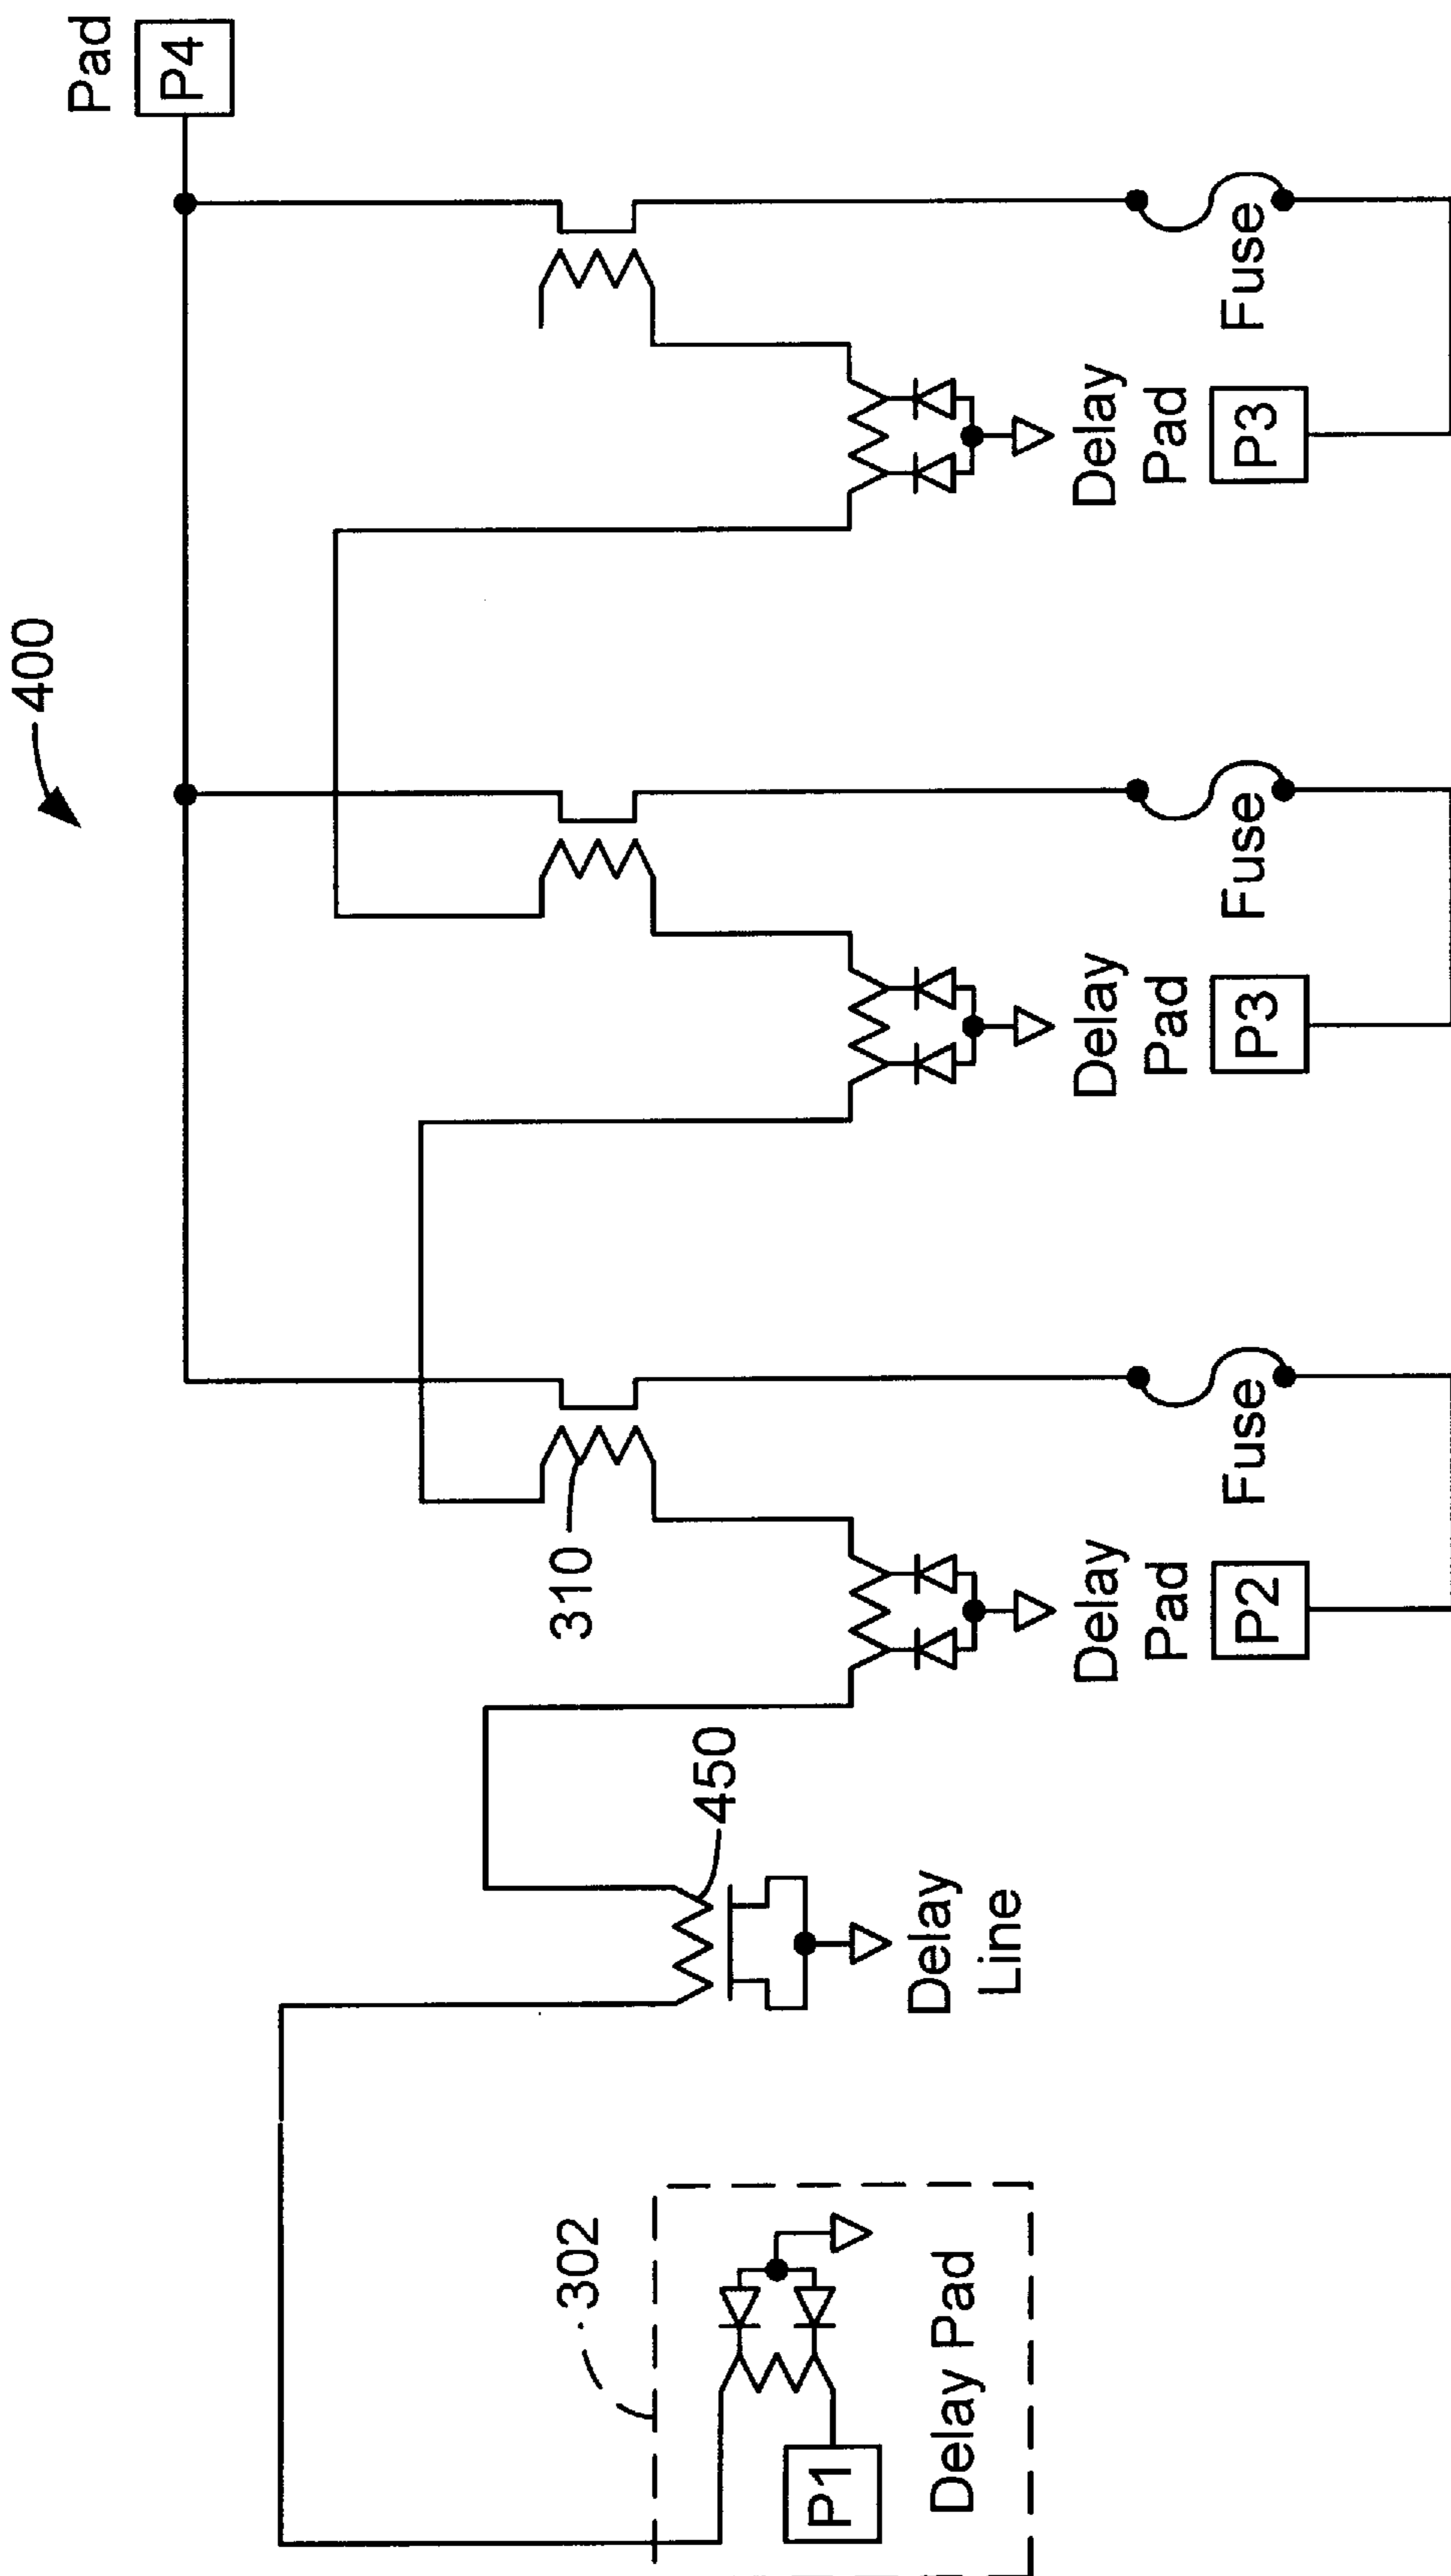 400
Pad
P4
310
450
302
Delay Pad
P1
Delay
Line
Delay
Pad
P2
Fuse
Delay
Pad
P3
Fuse
Delay
Pad
P3
Fuse